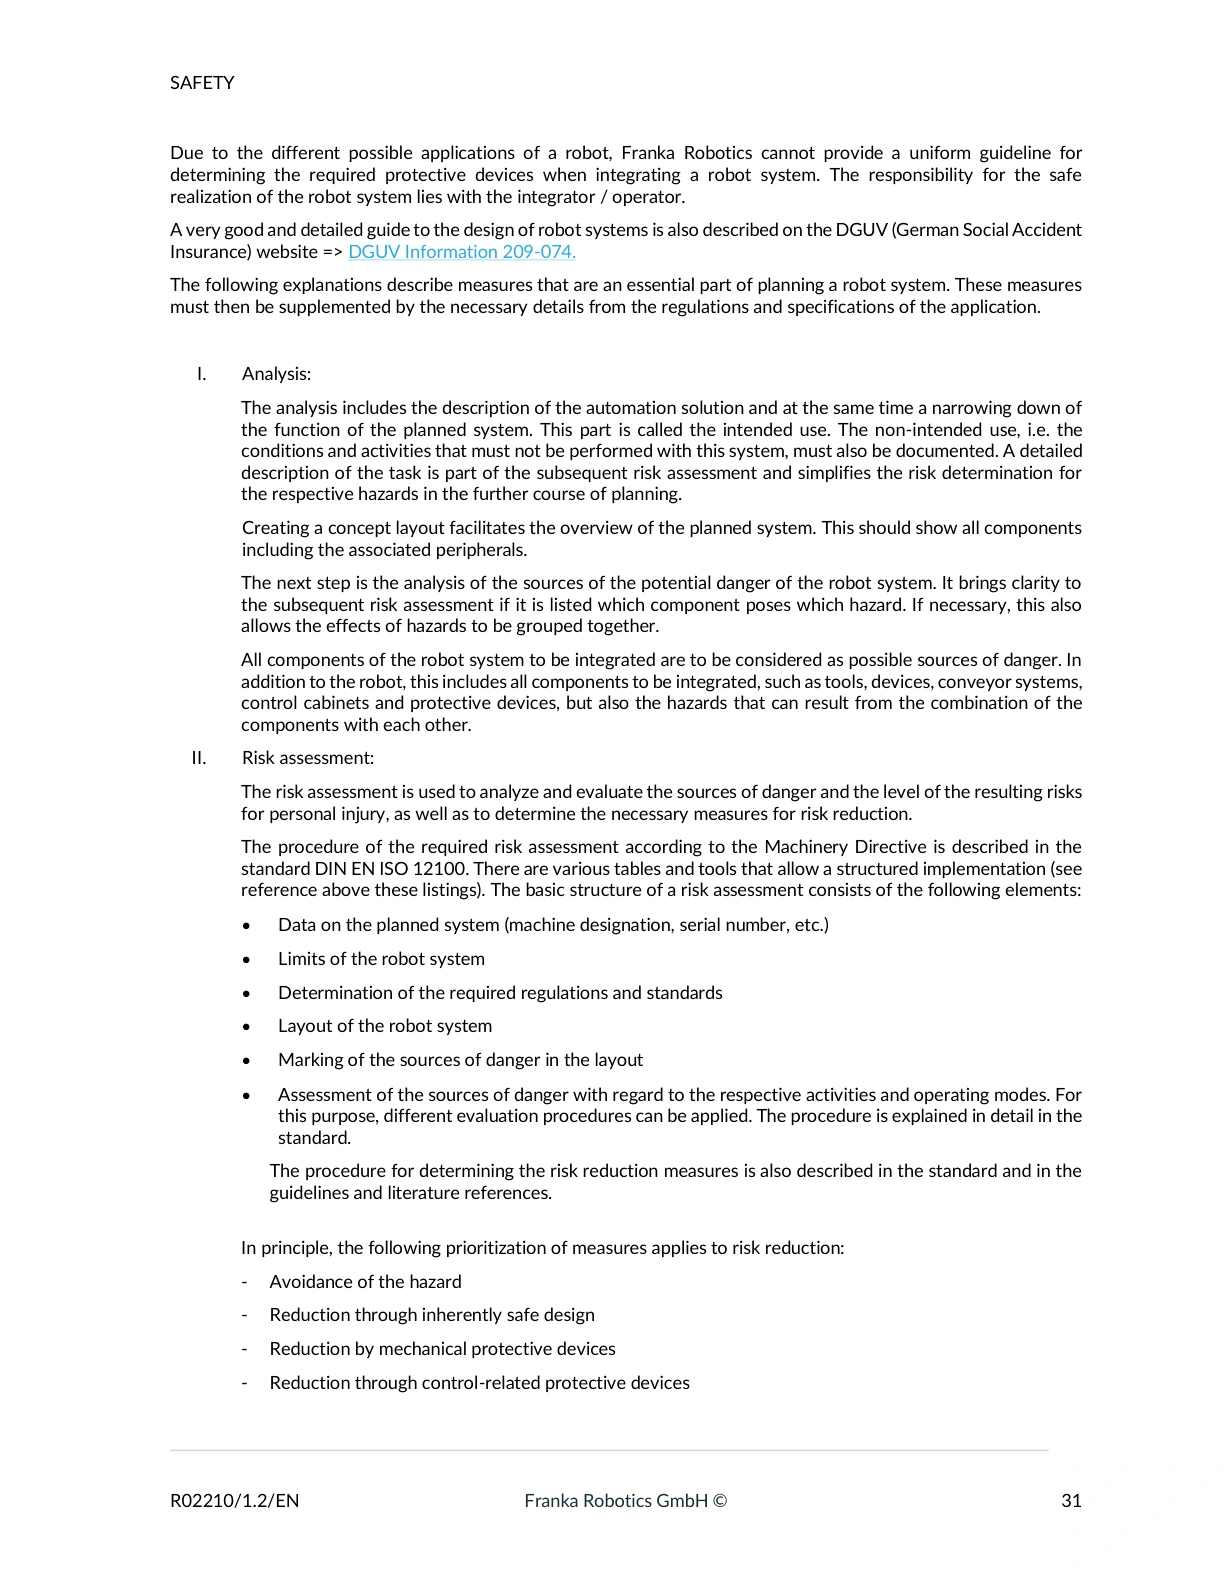 SAFETY
Due to the different possible applications of a robot, Franka Robotics cannot provide a uniform guideline for
determining the required protective devices when integrating a robot system. The responsibility for the safe
realization of the robot system lies with the integrator / operator.
A very good and detailed guide to the design of robot systems is also described on the DGUV (German Social Accident
Insurance) website => DGUV Information 209-074.
The following explanations describe measures that are an essential part of planning a robot system. These measures
must then be supplemented by the necessary details from the regulations and specifications of the application.
I. Analysis:
The analysis includes the description of the automation solution and at the same time a narrowing down of
the function of the planned system. This part is called the intended use. The non-intended use, i.e. the
conditions and activities that must not be performed with this system, must also be documented. A detailed
description of the task is part of the subsequent risk assessment and simplifies the risk determination for
the respective hazards in the further course of planning.
Creating a concept layout facilitates the overview of the planned system. This should show all components
including the associated peripherals.
The next step is the analysis of the sources of the potential danger of the robot system. It brings clarity to
the subsequent risk assessment if it is listed which component poses which hazard. If necessary, this also
allows the effects of hazards to be grouped together.
All components of the robot system to be integrated are to be considered as possible sources of danger. In
addition to the robot, this includes all components to be integrated, such as tools, devices, conveyor systems,
control cabinets and protective devices, but also the hazards that can result from the combination of the
components with each other.
II. Risk assessment:
The risk assessment is used to analyze and evaluate the sources of danger and the level of the resulting risks
for personal injury, as well as to determine the necessary measures for risk reduction.
The procedure of the required risk assessment according to the Machinery Directive is described in the
standard DIN EN ISO 12100. There are various tables and tools that allow a structured implementation (see
reference above these listings). The basic structure of a risk assessment consists of the following elements:
• Data on the planned system (machine designation, serial number, etc.)
• Limits of the robot system
• Determination of the required regulations and standards
• Layout of the robot system
• Marking of the sources of danger in the layout
• Assessment of the sources of danger with regard to the respective activities and operating modes. For
this purpose, different evaluation procedures can be applied. The procedure is explained in detail in the
standard.
The procedure for determining the risk reduction measures is also described in the standard and in the
guidelines and literature references.
In principle, the following prioritization of measures applies to risk reduction:
- Avoidance of the hazard
- Reduction through inherently safe design
- Reduction by mechanical protective devices
- Reduction through control-related protective devices
R02210/1.2/EN Franka Robotics GmbH © 31